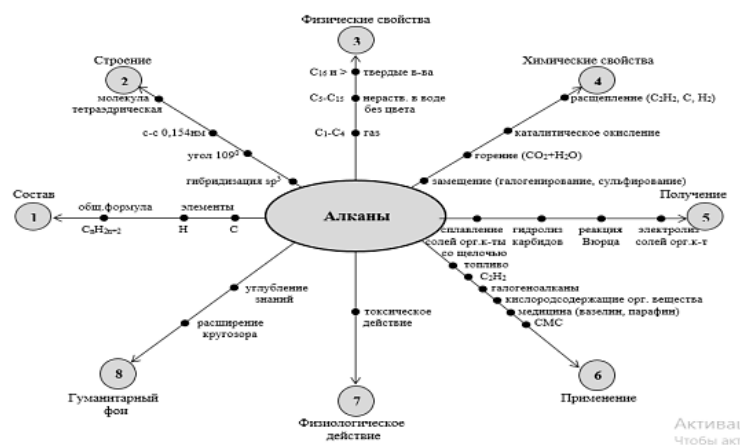 Физические свойства
3
C₁₆ и > твердые в-ва
C₅-C₁₅ нераств. в воде
без цвета
C₁-C₄ газ
Строение
2
молекула
тетраэдрическая
с-с 0,154нм
угол 109⁰
гибридизация sp³
Химические свойства
4
расщепление (C₂H₂, C, H₂)
каталитическое окисление
горение (CO₂+H₂O)
замещение (галогенирование, сульфирование)
Состав
1
общ.формула элементы
CₙH₂ₙ₊₂ H C
Алканы
Получение
5
сплавление гидролиз реакция электролиз
солей орг.к-ты карбидов Вюрца солей орг.к-т
со щелочью
топливо
C₂H₂
галогеноалканы
кислородсодержащие орг. вещества
медицина (вазелин, парафин)
СМС
6
Применение
токсическое
действие
7
Физиологическое
действие
углубление
знаний
расширение
кругозора
8
Гуманитарный
фон
Активац
Чтобы акт